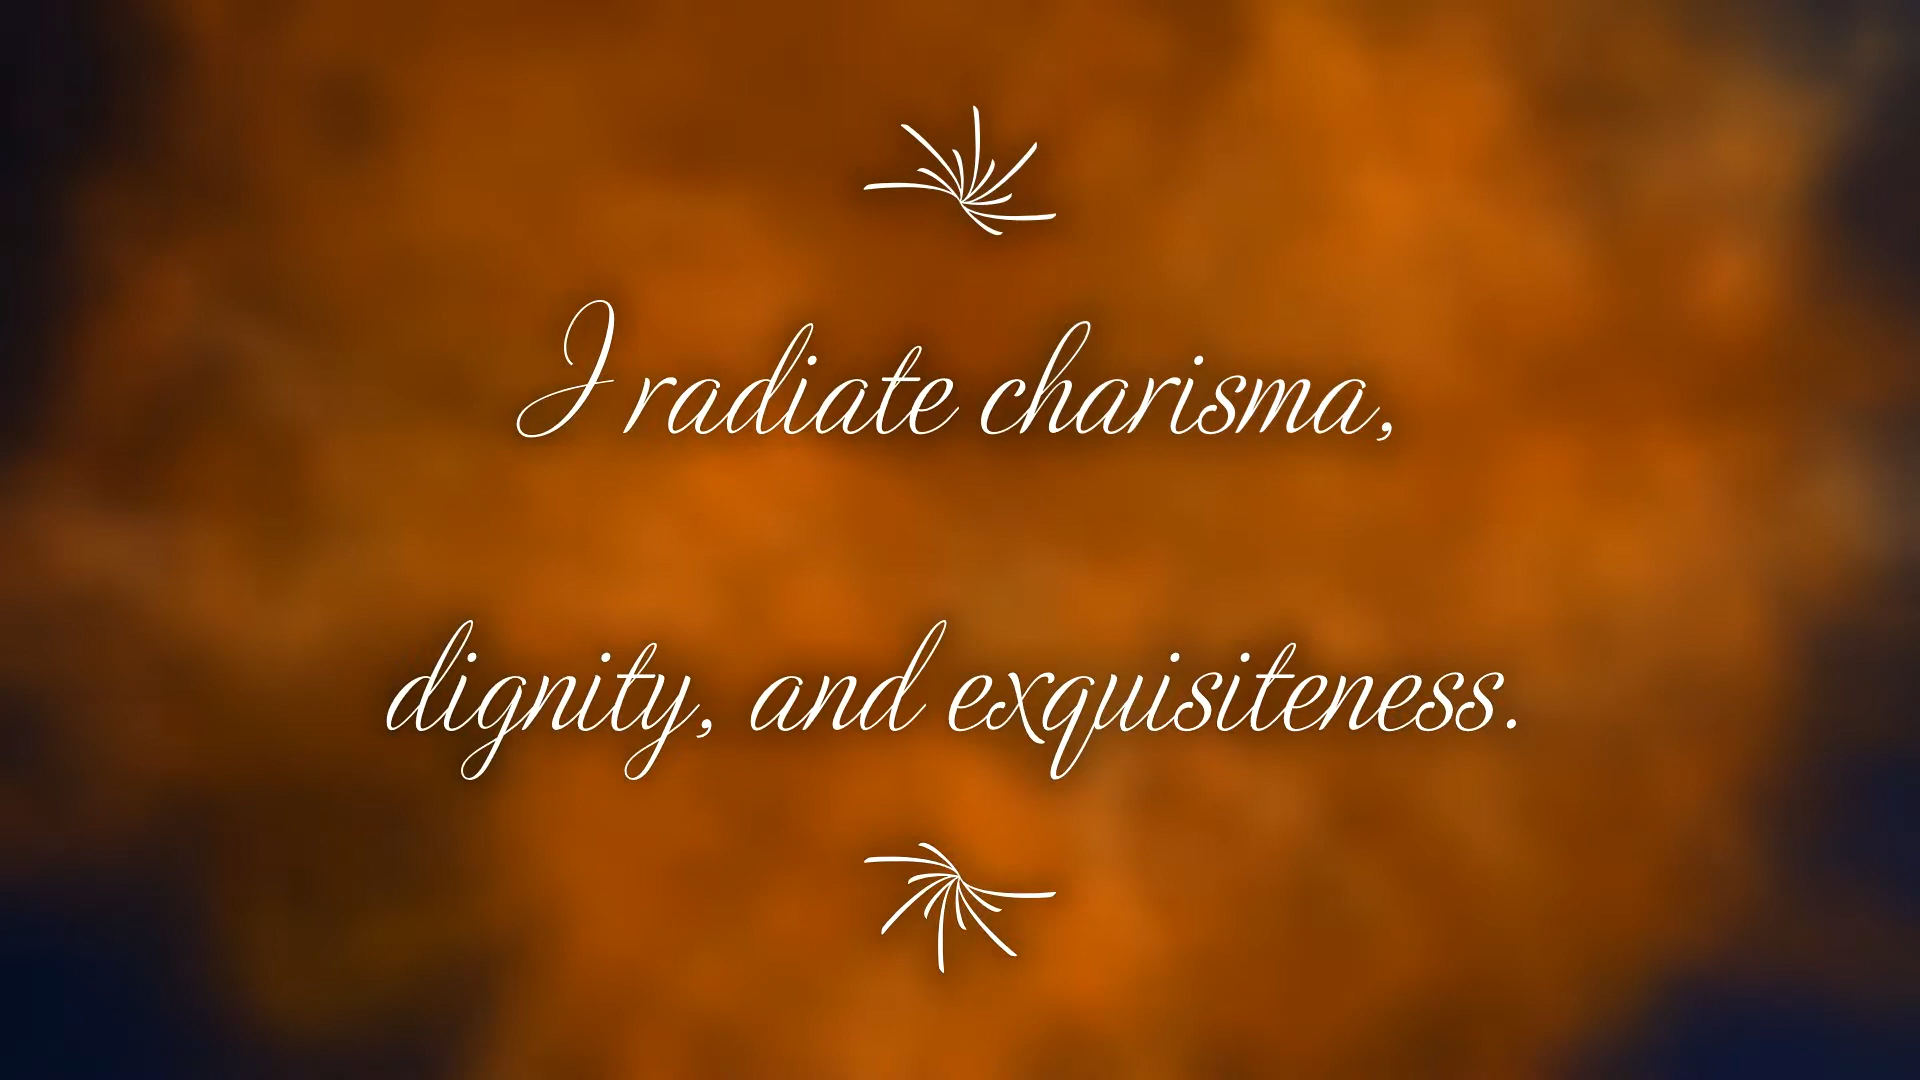 I radiate charisma,
dignity, and exquisiteness.